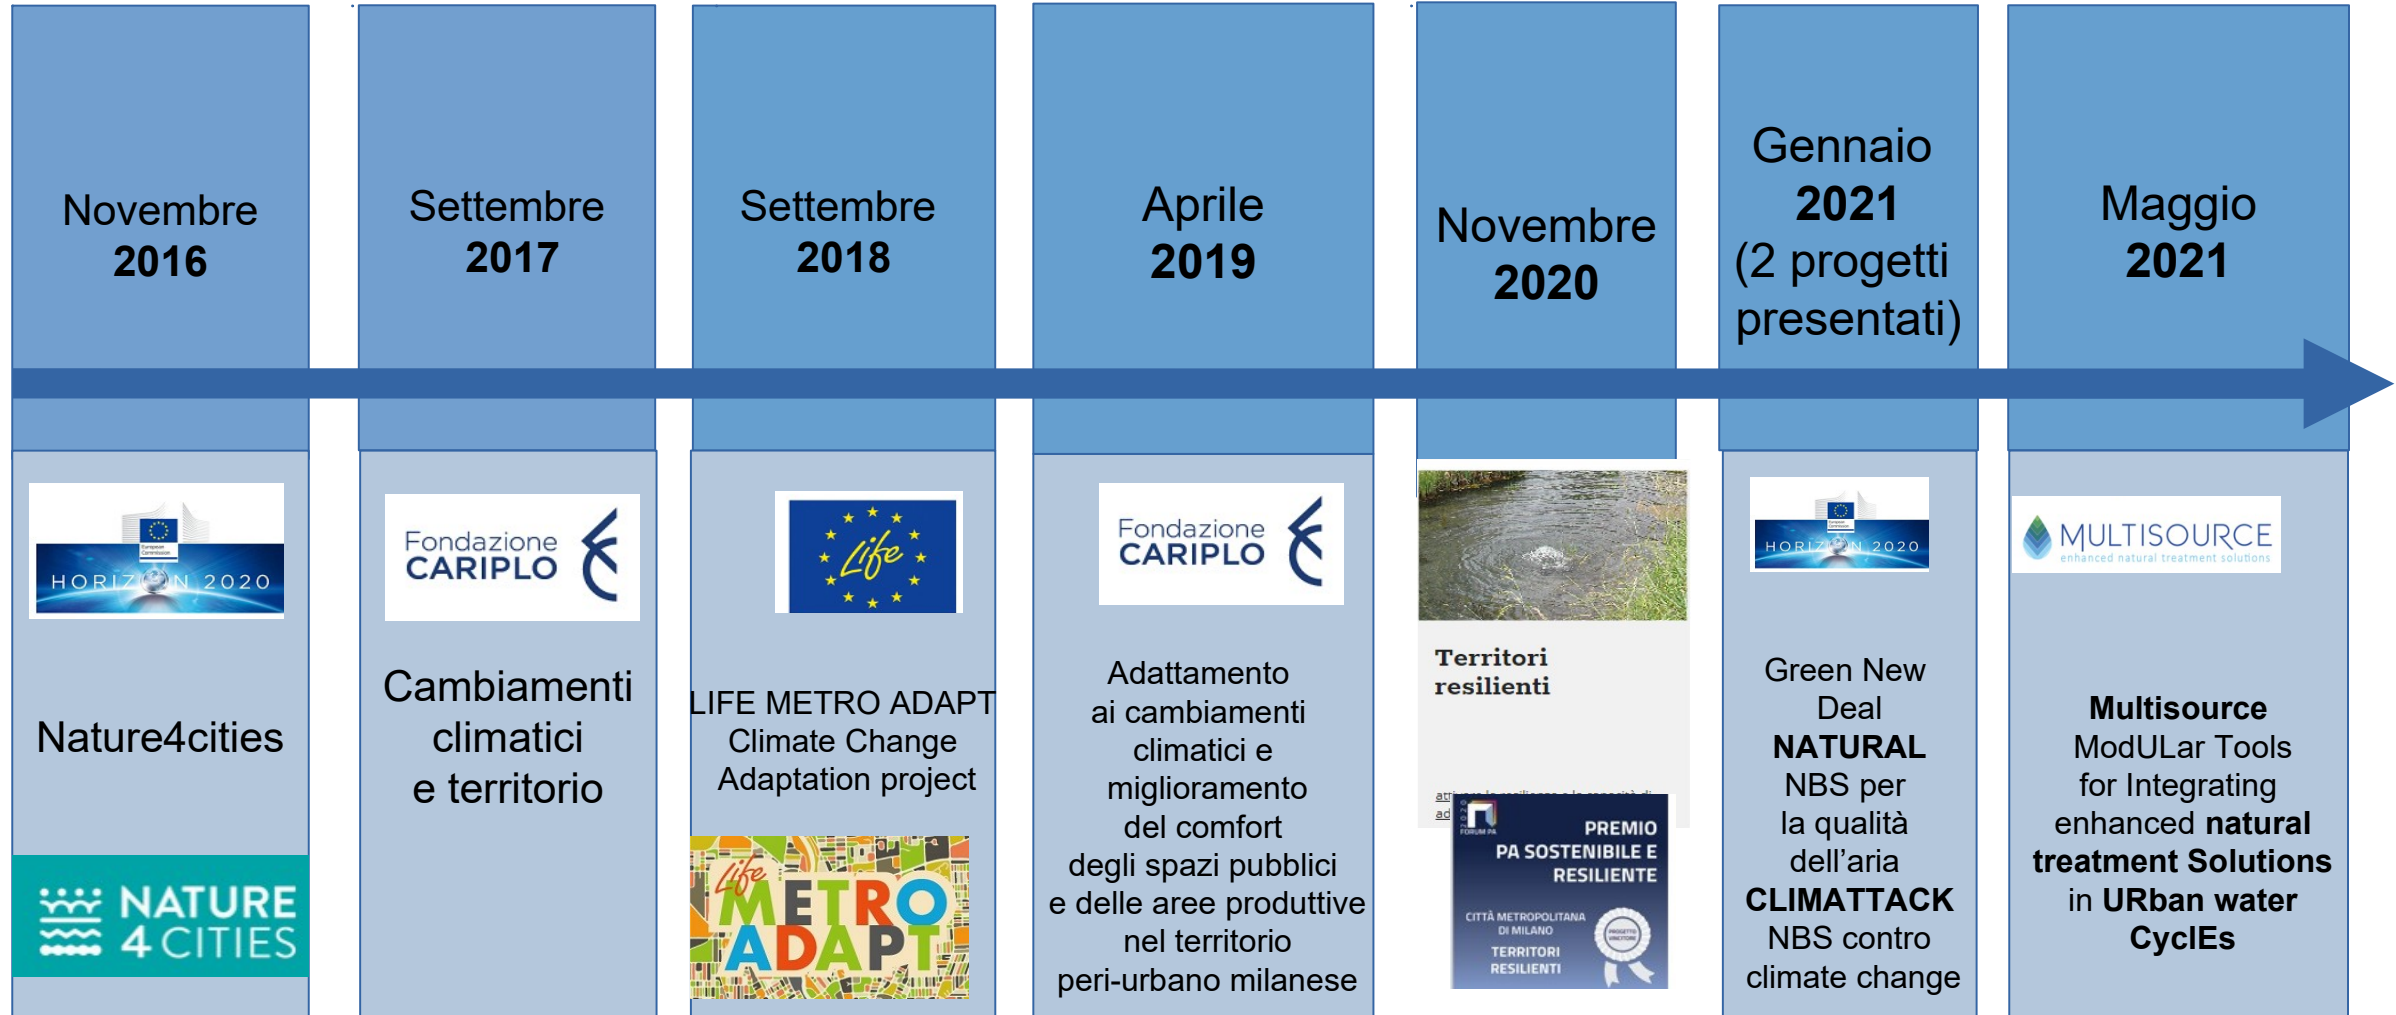 Novembre
2016
Settembre
2017
Settembre
2018
Aprile
2019
Novembre
2020
Gennaio
2021
(2 progetti
presentati)
Maggio
2021
European
Commission
HORIZON 2020
Nature4cities
NATURE
4 CITIES
Fondazione
CARIPLO
Cambiamenti
climatici
e territorio
Life
LIFE METRO ADAPT
Climate Change
Adaptation project
Life
METRO
ADAPT
Fondazione
CARIPLO
Adattamento
ai cambiamenti
climatici e
miglioramento
del comfort
degli spazi pubblici
e delle aree produttive
nel territorio
peri-urbano milanese
Territori
resilienti
FORUM PA
PREMIO
PA SOSTENIBILE E
RESILIENTE
CITTÀ METROPOLITANA
DI MILANO
TERRITORI
RESILIENTI
PROGETTO
VINCITORE
HORIZON 2020
Green New
Deal
NATURAL
NBS per
la qualità
dell’aria
CLIMATTACK
NBS contro
climate change
MULTISOURCE
enhanced natural treatment solutions
Multisource
ModULar Tools
for Integrating
enhanced natural
treatment Solutions
in URban water
CyclEs